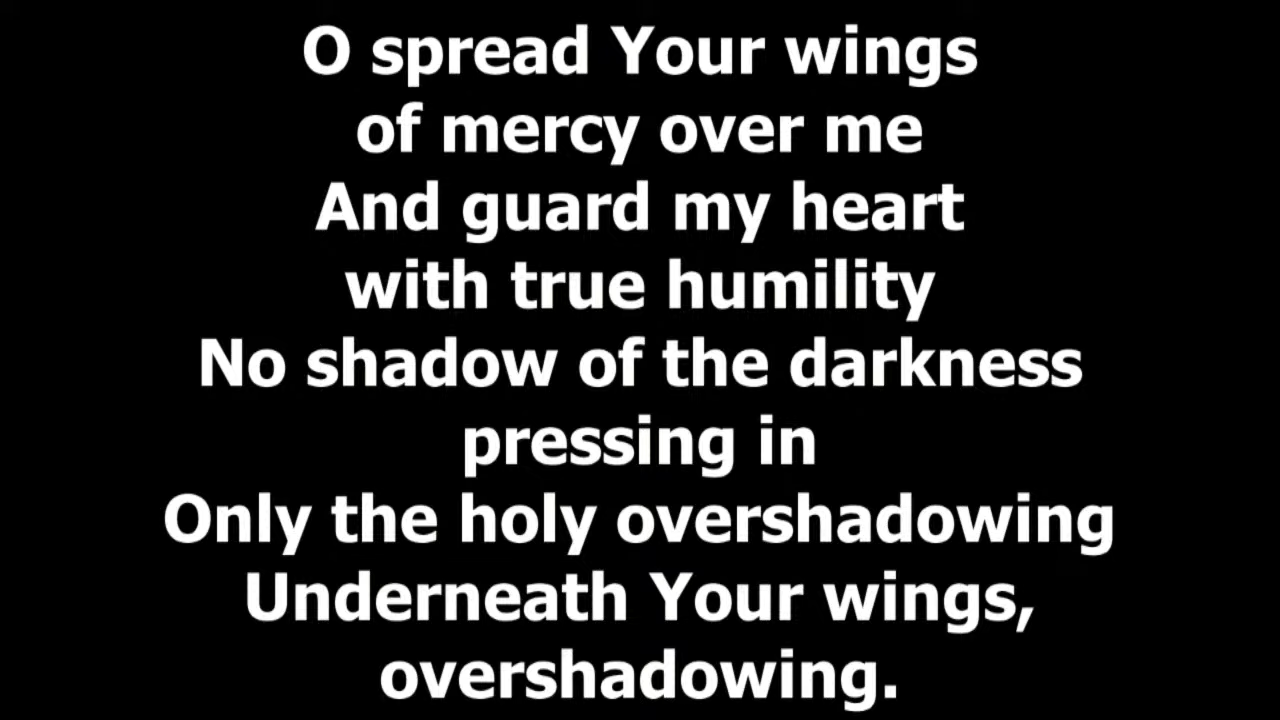 O spread Your wings
of mercy over me
And guard my heart
with true humility
No shadow of the darkness
pressing in
Only the holy overshadowing
Underneath Your wings,
overshadowing.